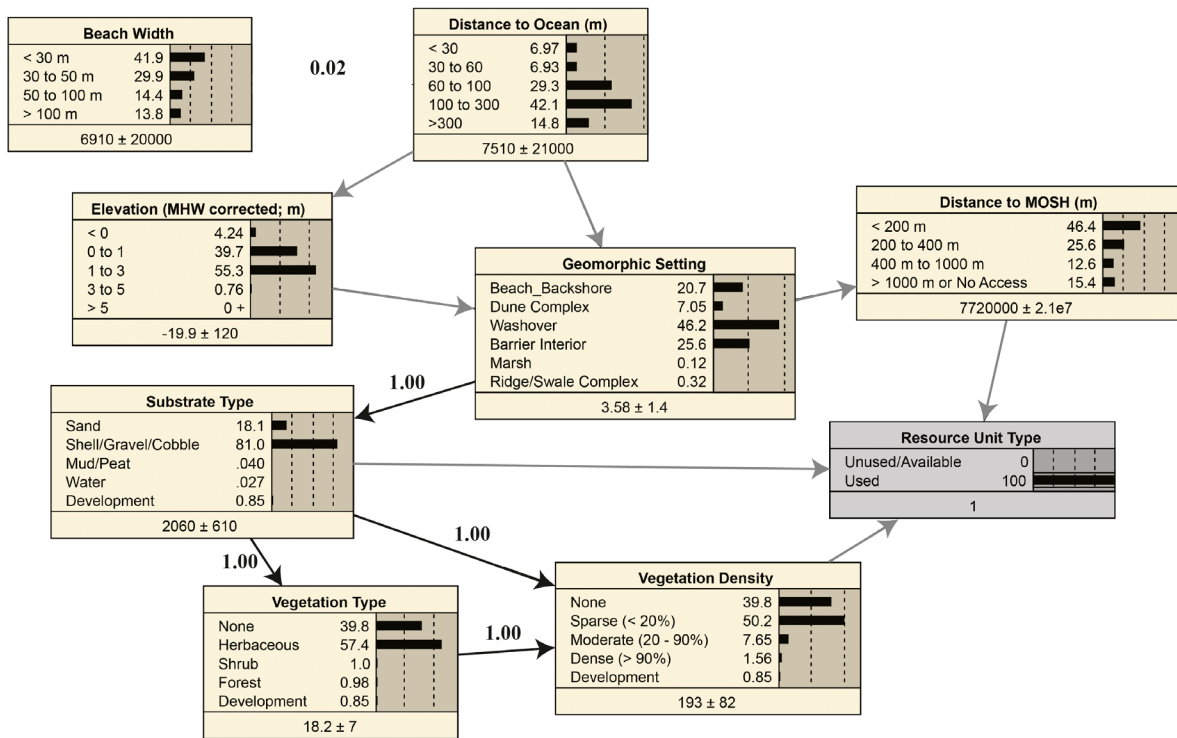 Beach Width
< 30 m 41.9
30 to 50 m 29.9
50 to 100 m 14.4
> 100 m 13.8
6910 ± 20000
0.02
Distance to Ocean (m)
< 30 6.97
30 to 60 6.93
60 to 100 29.3
100 to 300 42.1
>300 14.8
7510 ± 21000
Elevation (MHW corrected; m)
< 0 4.24
0 to 1 39.7
1 to 3 55.3
3 to 5 0.76
> 5 0 +
-19.9 ± 120
Geomorphic Setting
Beach_Backshore 20.7
Dune Complex 7.05
Washover 46.2
Barrier Interior 25.6
Marsh 0.12
Ridge/Swale Complex 0.32
3.58 ± 1.4
Distance to MOSH (m)
< 200 m 46.4
200 to 400 m 25.6
400 m to 1000 m 12.6
> 1000 m or No Access 15.4
7720000 ± 2.1e7
1.00
Substrate Type
Sand 18.1
Shell/Gravel/Cobble 81.0
Mud/Peat .040
Water .027
Development 0.85
2060 ± 610
Resource Unit Type
Unused/Available 0
Used 100
1
1.00
1.00
Vegetation Type
None 39.8
Herbaceous 57.4
Shrub 1.0
Forest 0.98
Development 0.85
18.2 ± 7
1.00
Vegetation Density
None 39.8
Sparse (< 20%) 50.2
Moderate (20 - 90%) 7.65
Dense (> 90%) 1.56
Development 0.85
193 ± 82